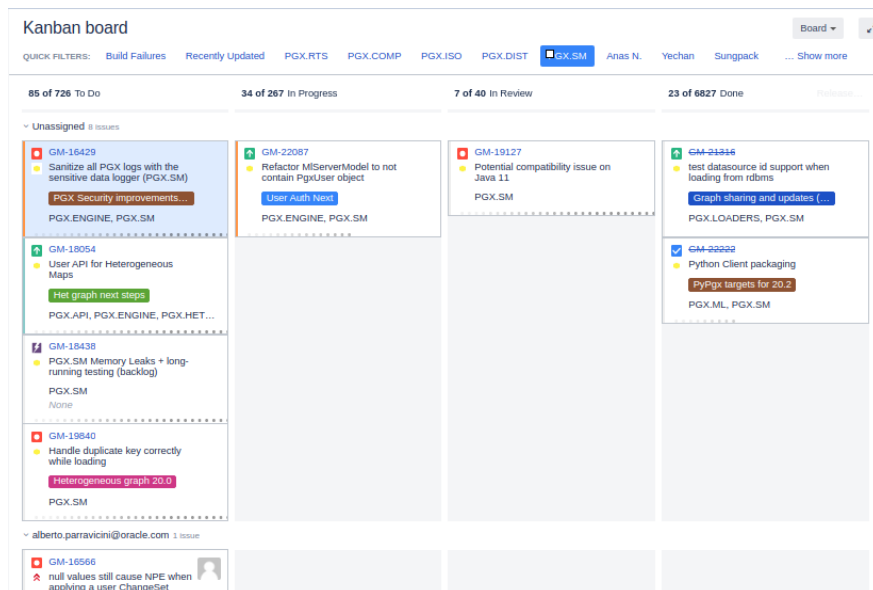 Kanban board
Board
QUICK FILTERS: Build Failures Recently Updated PGX.RTS PGX.COMP PGX.ISO PGX.DIST PGX.SM Anas N. Yechan Sungpack ... Show more
85 of 726 To Do
34 of 267 In Progress
7 of 40 In Review
23 of 6827 Done
Release...
Unassigned 8 issues
GM-16429
Sanitize all PGX logs with the
sensitive data logger (PGX.SM)
PGX Security improvements...
PGX.ENGINE, PGX.SM
GM-18054
User API for Heterogeneous
Maps
Het graph next steps
PGX.API, PGX.ENGINE, PGX.HET...
GM-18438
PGX.SM Memory Leaks + long-
running testing (backlog)
PGX.SM
None
GM-19840
Handle duplicate key correctly
while loading
Heterogeneous graph 20.0
PGX.SM
GM-22087
Refactor MlServerModel to not
contain PgxUser object
User Auth Next
PGX.ENGINE, PGX.SM
GM-19127
Potential compatibility issue on
Java 11
PGX.SM
GM-21316
test datasource id support when
loading from rdbms
Graph sharing and updates (...
PGX.LOADERS, PGX.SM
GM-22222
Python Client packaging
PyPgx targets for 20.2
PGX.ML, PGX.SM
alberto.parravicini@oracle.com 1 issue
GM-16566
null values still cause NPE when
applying a user ChangeSet